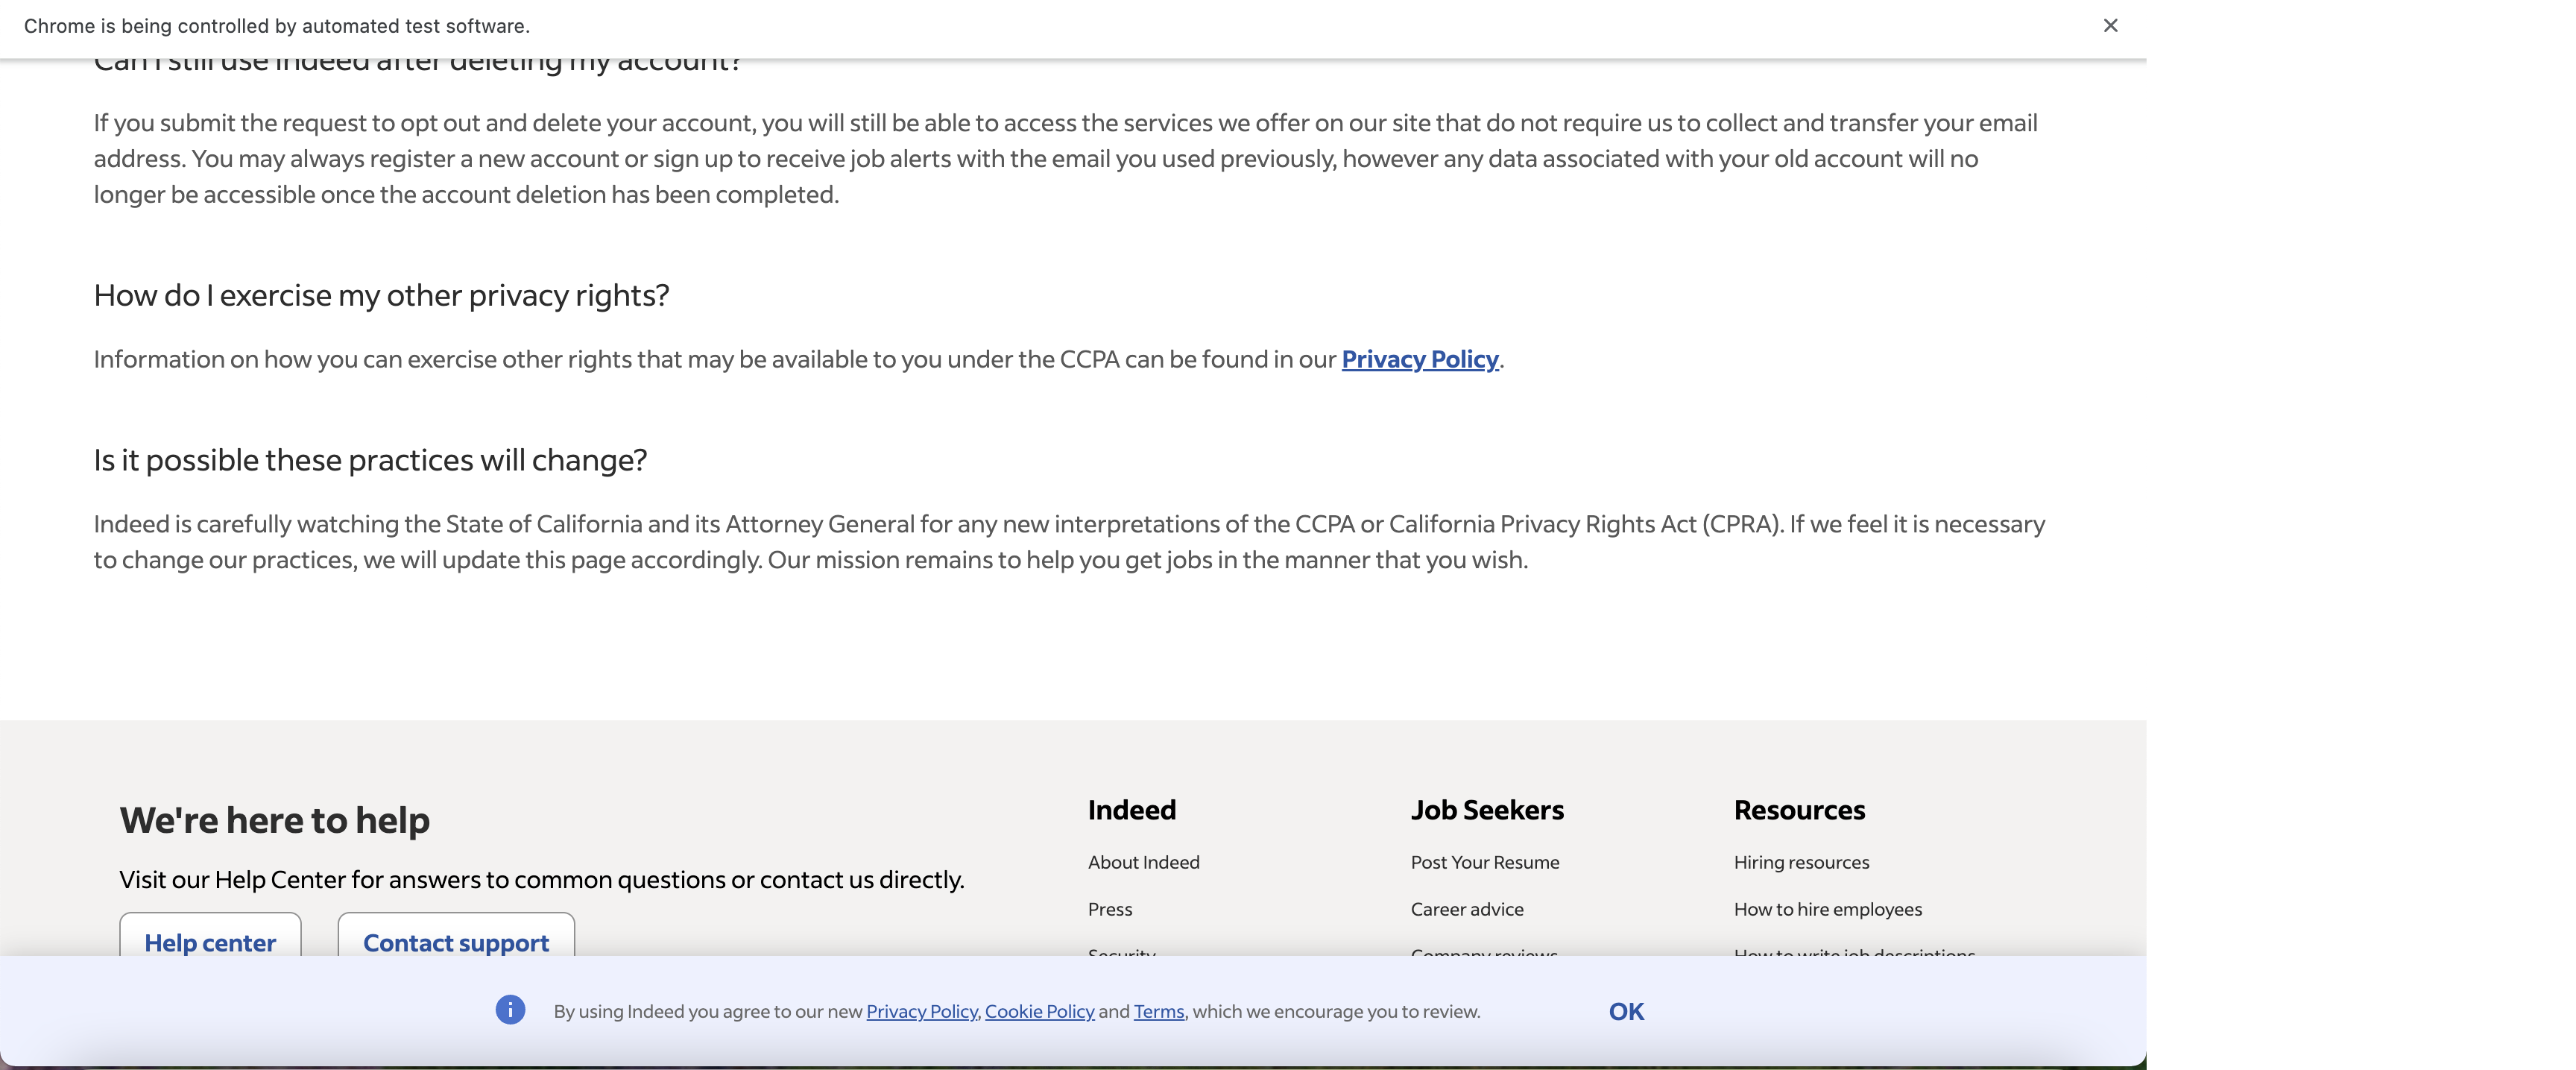 Chrome is being controlled by automated test software.
Can I still use Indeed after deleting my account?
If you submit the request to opt out and delete your account, you will still be able to access the services we offer on our site that do not require us to collect and transfer your email
address. You may always register a new account or sign up to receive job alerts with the email you used previously, however any data associated with your old account will no
longer be accessible once the account deletion has been completed.
How do I exercise my other privacy rights?
Information on how you can exercise other rights that may be available to you under the CCPA can be found in our Privacy Policy.
Is it possible these practices will change?
Indeed is carefully watching the State of California and its Attorney General for any new interpretations of the CCPA or California Privacy Rights Act (CPRA). If we feel it is necessary
to change our practices, we will update this page accordingly. Our mission remains to help you get jobs in the manner that you wish.
We're here to help
Visit our Help Center for answers to common questions or contact us directly.
Help center
Contact support
Indeed
About Indeed
Press
Security
Job Seekers
Post Your Resume
Career advice
Company reviews
Resources
Hiring resources
How to hire employees
How to write job descriptions
By using Indeed you agree to our new Privacy Policy, Cookie Policy and Terms, which we encourage you to review.
OK